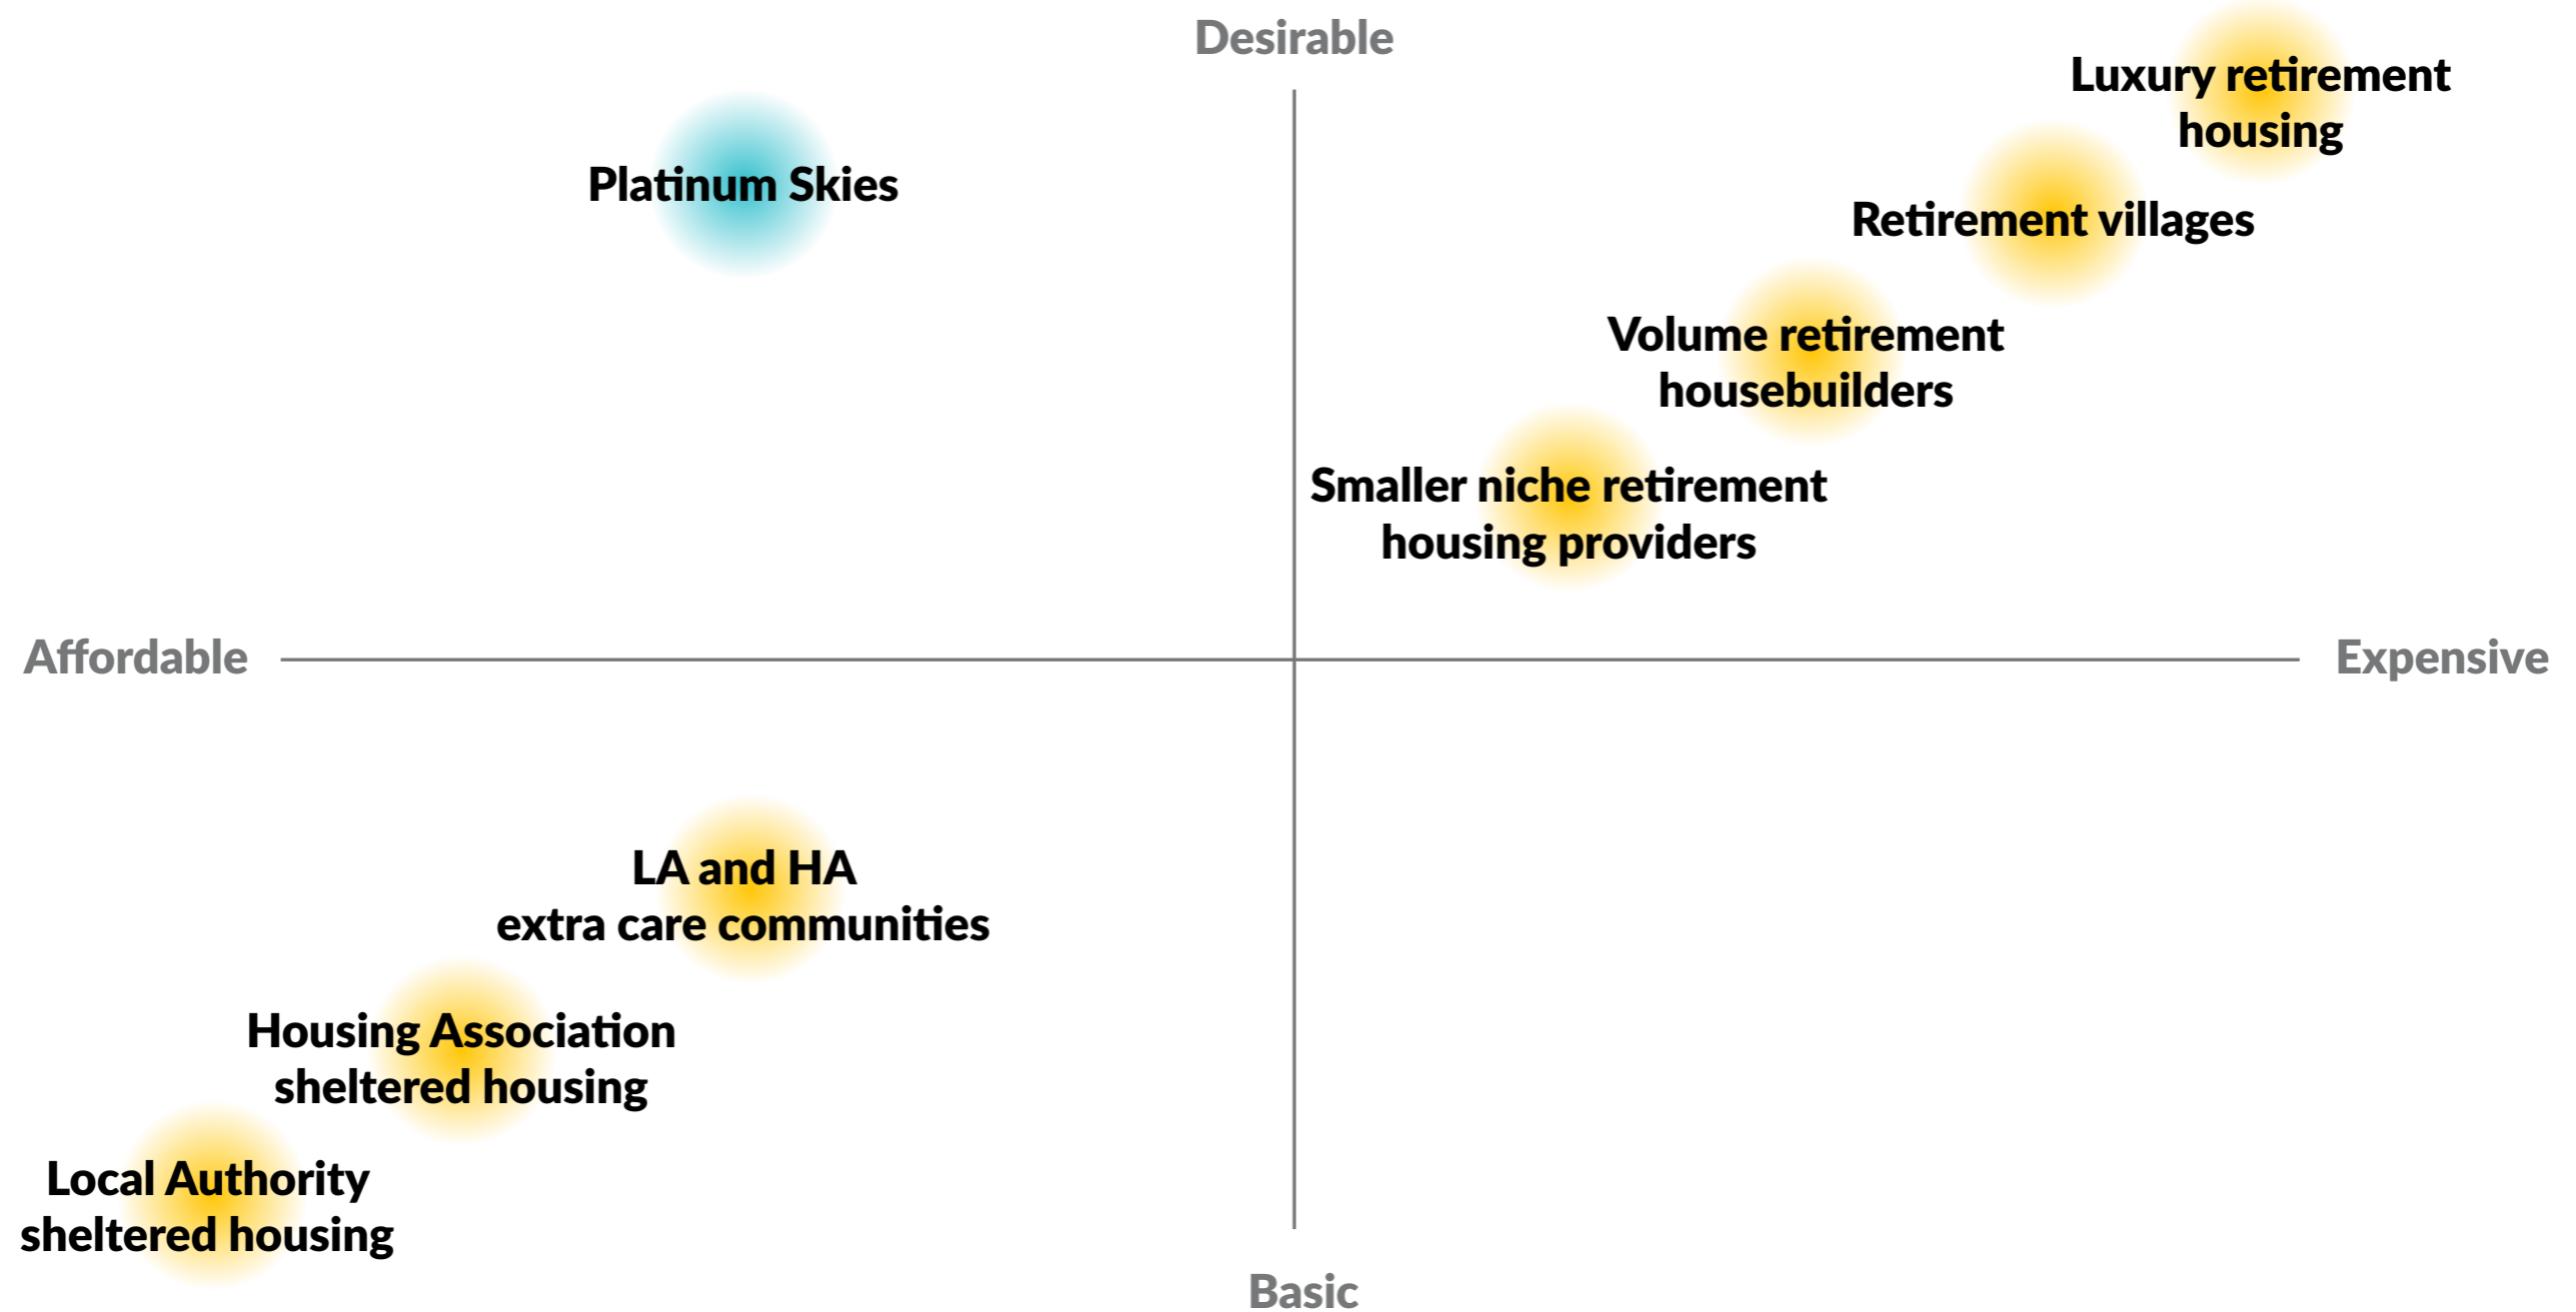 Desirable
Luxury retirement
housing
Platinum Skies
Retirement villages
Volume retirement
housebuilders
Smaller niche retirement
housing providers
Affordable
Expensive
LA and HA
extra care communities
Housing Association
sheltered housing
Local Authority
sheltered housing
Basic